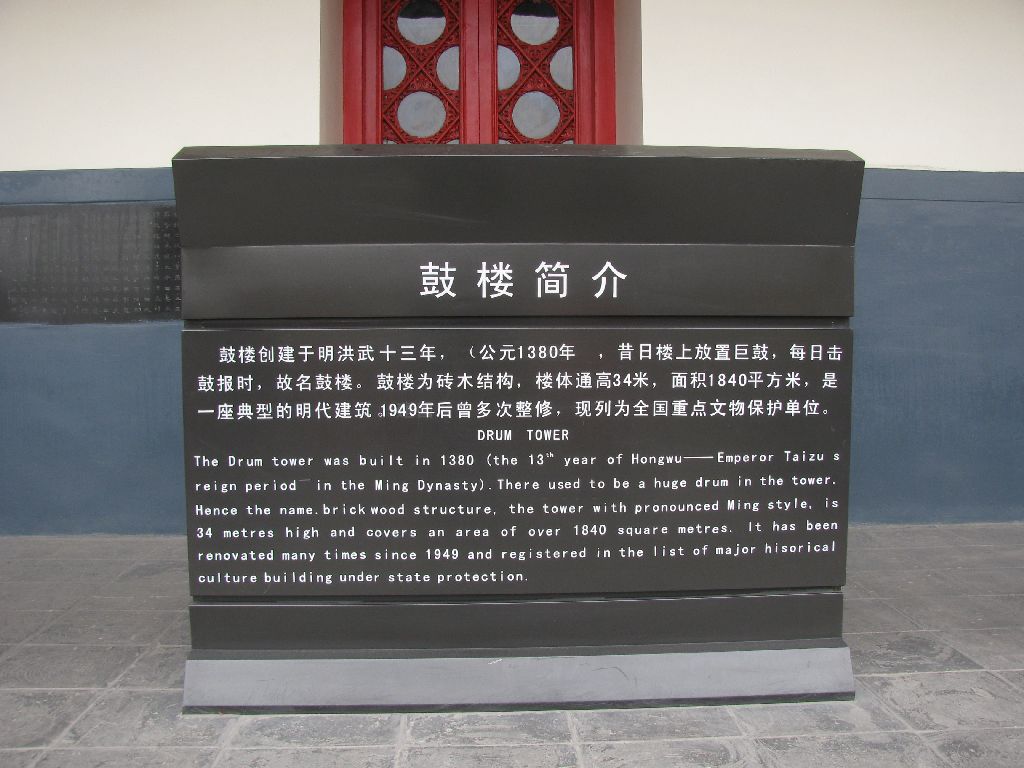 鼓楼简介
鼓楼创建于明洪武十三年，（公元1380年 ，昔日楼上放置巨鼓，每日击
鼓报时，故名鼓楼。鼓楼为砖木结构，楼体通高34米，面积1840平方米，是
一座典型的明代建筑。1949年后曾多次整修，现列为全国重点文物保护单位。
DRUM TOWER
The Drum tower was built in 1380 (the 13th year of Hongwu——Emperor Taizu s
reign period in the Ming Dynasty). There used to be a huge drum in the tower.
Hence the name. brick wood structure, the tower with pronounced Ming style, is
34 metres high and covers an area of over 1840 square metres. It has been
renovated many times since 1949 and registered in the list of major hisorical
culture building under state protection.